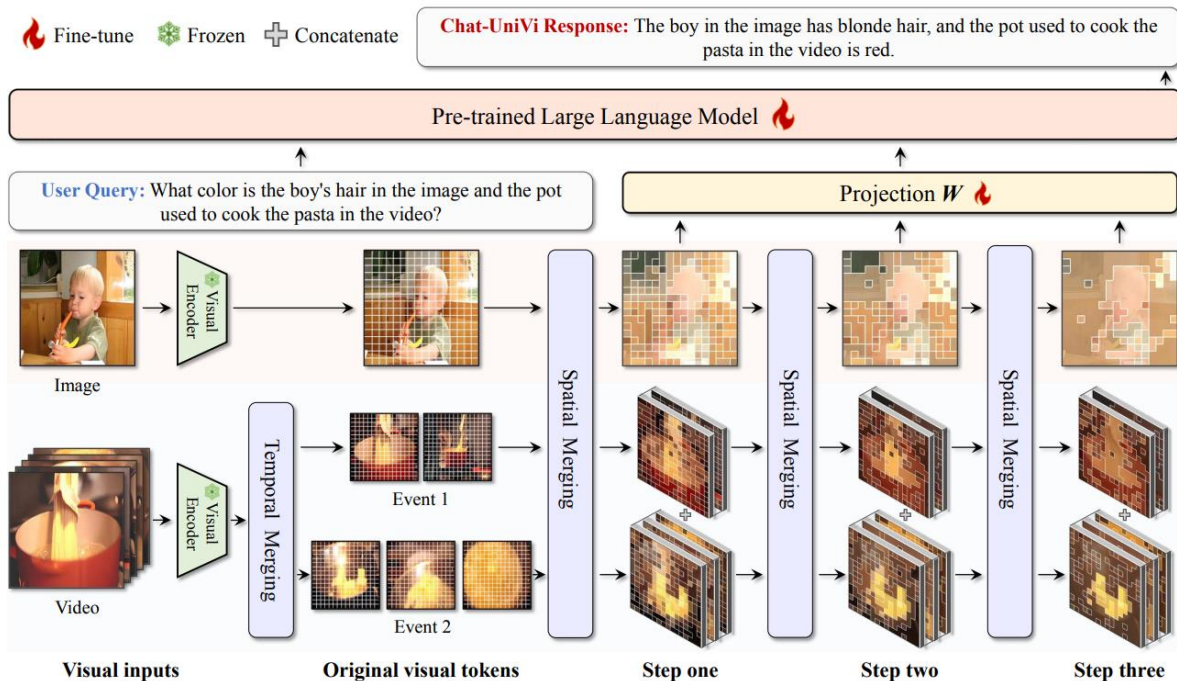 Fine-tune
Frozen
Concatenate
Chat-UniVi Response: The boy in the image has blonde hair, and the pot used to cook the
pasta in the video is red.
Pre-trained Large Language Model
User Query: What color is the boy's hair in the image and the pot
used to cook the pasta in the video?
Projection W
Visual
Encoder
Image
Spatial Merging
Spatial Merging
Spatial Merging
Visual
Encoder
Video
Temporal Merging
Event 1
Event 2
Visual inputs
Original visual tokens
Step one
Step two
Step three